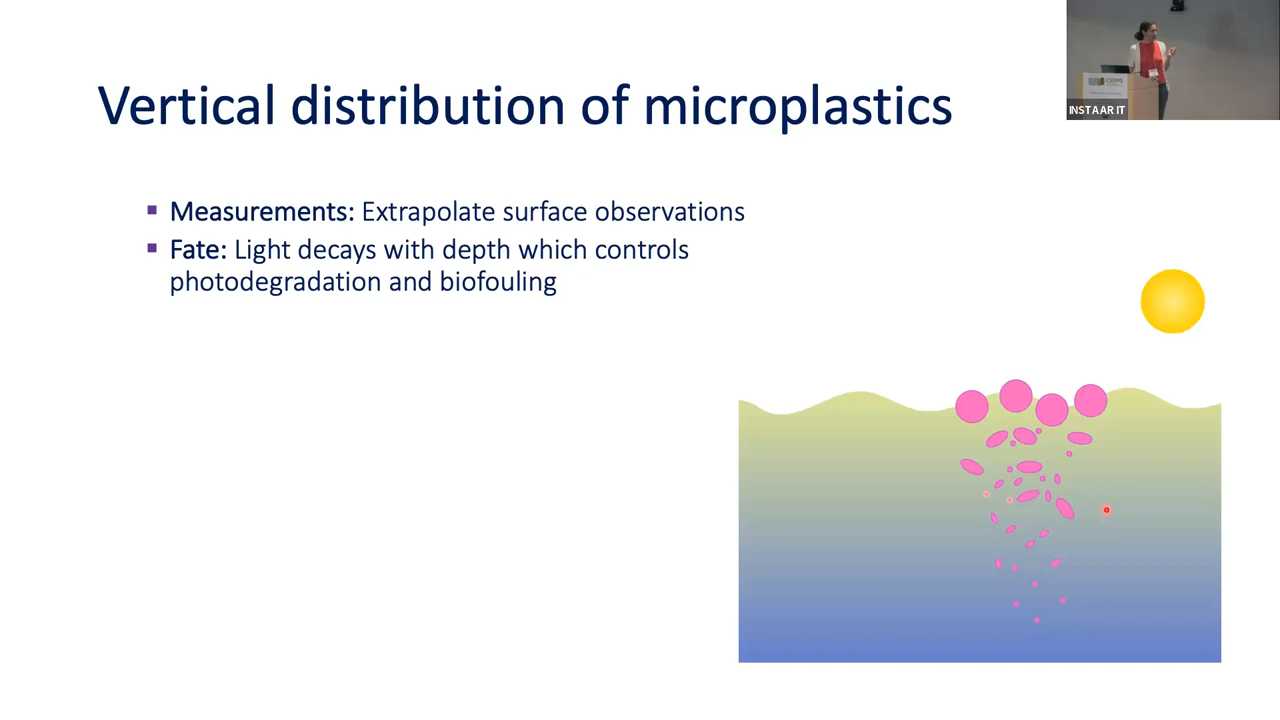 Vertical distribution of microplastics
Measurements: Extrapolate surface observations
Fate: Light decays with depth which controls
photodegradation and biofouling
INSTAAR IT
CSDMS